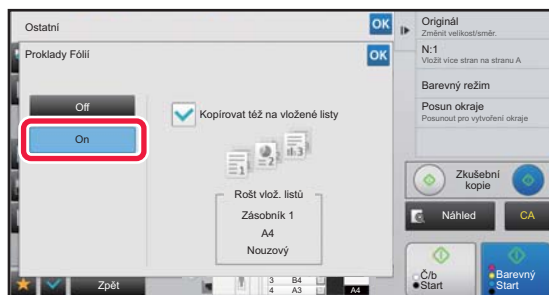 Ostatní
OK
Proklady Fólií
OK
Off
On
Kopírovat též na vložené listy
1
2
3
Rošt vlož. listů
Zásobník 1
A4
Nouzový
Zpět
3 B4
4 A3
A4
Originál
Změnit velikost/směr.
N:1
Vložit více stran na stranu A
Barevný režim
Posun okraje
Posunout pro vytvoření okraje
Zkušební
kopie
Náhled
CA
Č/b
Start
Barevný
Start